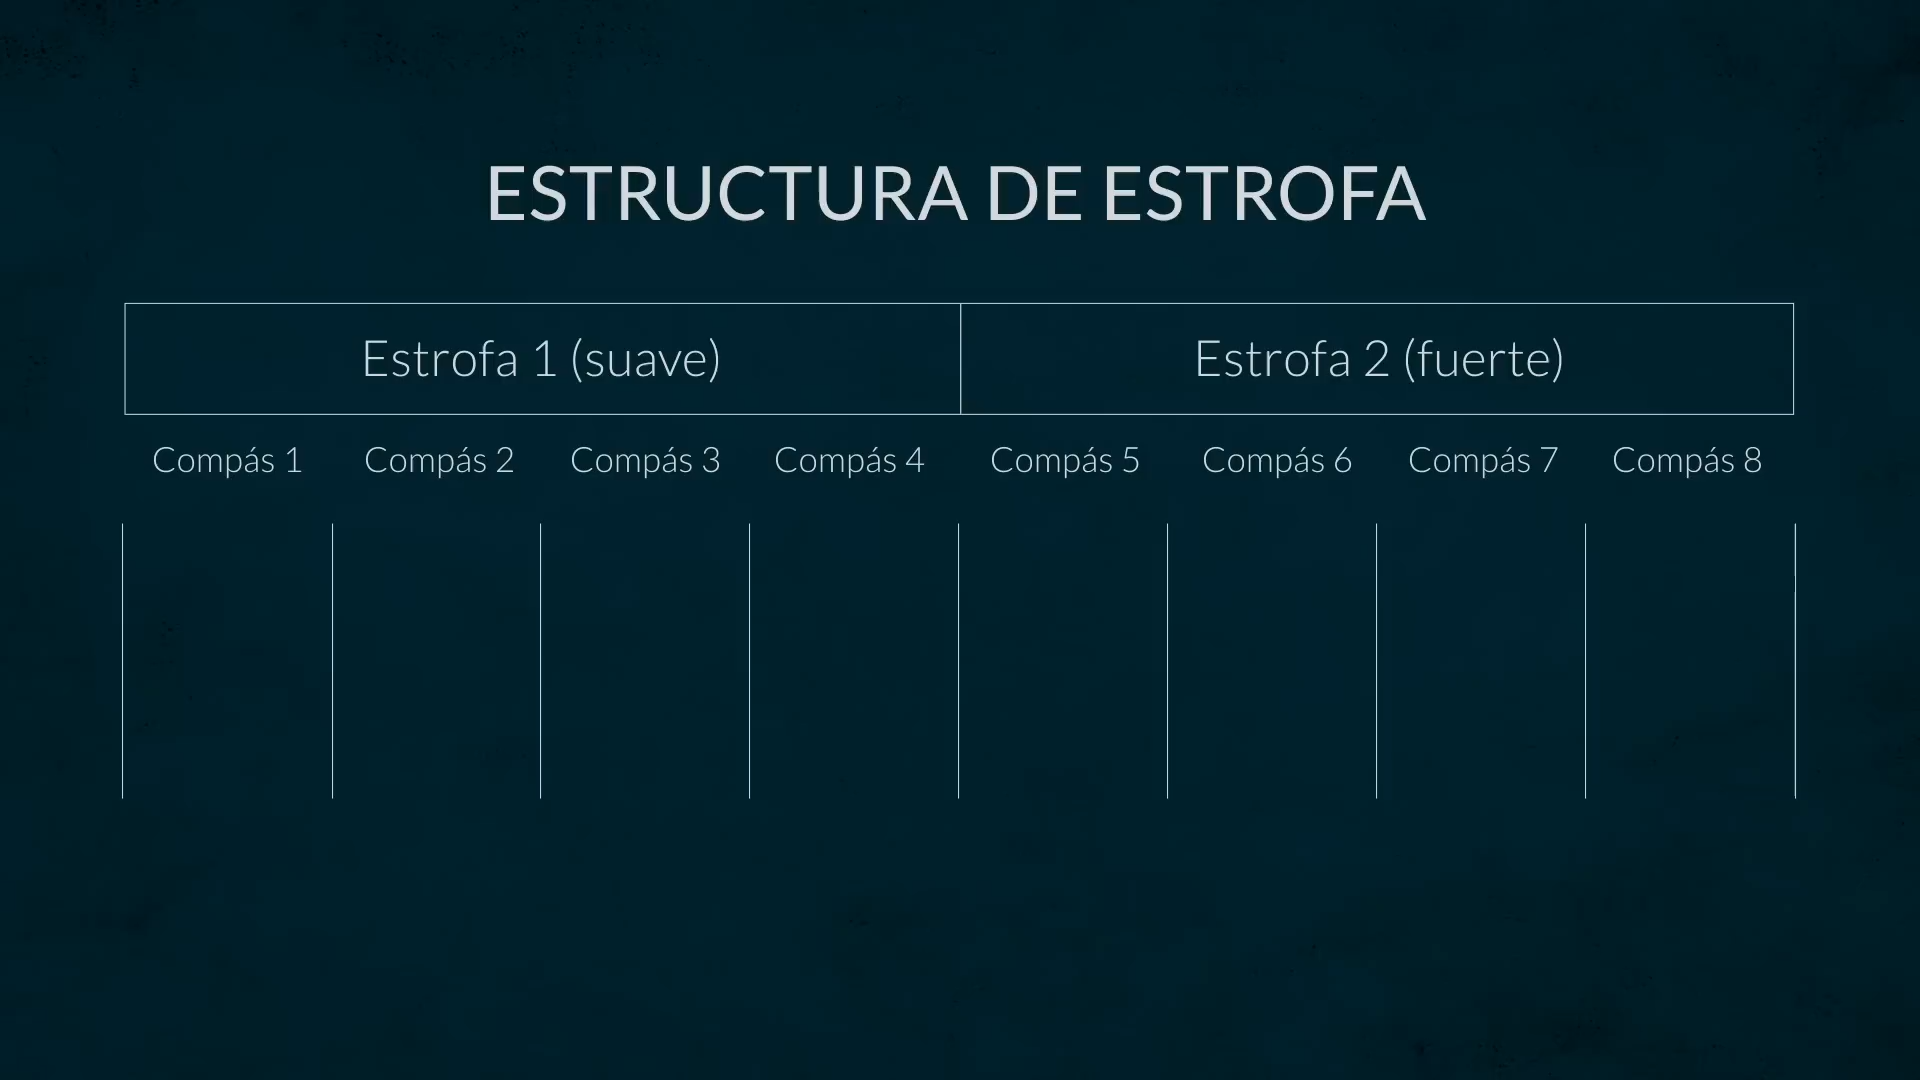 ESTRUCTURA DE ESTROFA
Estrofa 1 (suave) Estrofa 2 (fuerte)
Compás 1 Compás 2 Compás 3 Compás 4 Compás 5 Compás 6 Compás 7 Compás 8